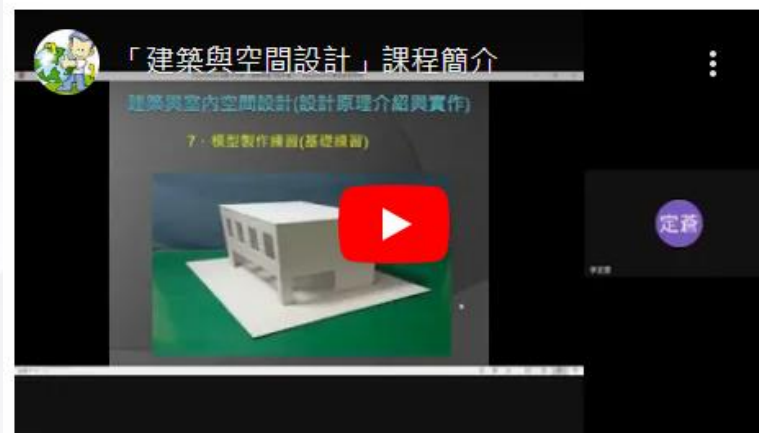 「建築與空間設計」課程簡介
建築與室內空間設計(設計原理介紹與實作)
7、模型製作練習(基礎練習)
定蒼